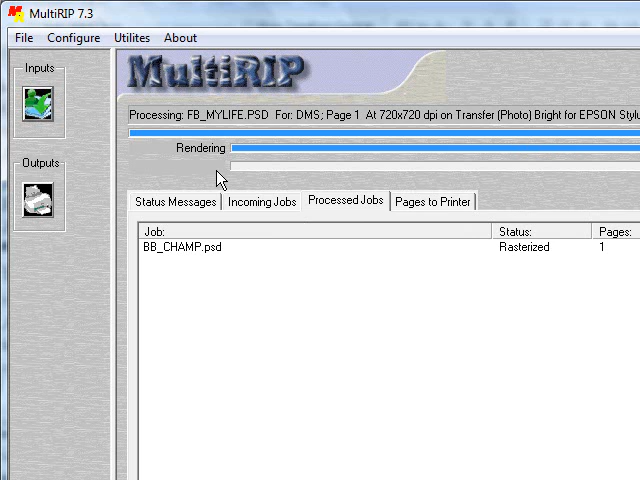 MultiRIP 7.3
File Configure Utilites About
Inputs
MultiRIP
Processing: FB_MYLIFE.PSD For: DMS; Page 1 At 720x720 dpi on Transfer (Photo) Bright for EPSON Stylu
Rendering
Outputs
Status Messages Incoming Jobs Processed Jobs Pages to Printer
Job: Status: Pages:
BB_CHAMP.psd Rasterized 1